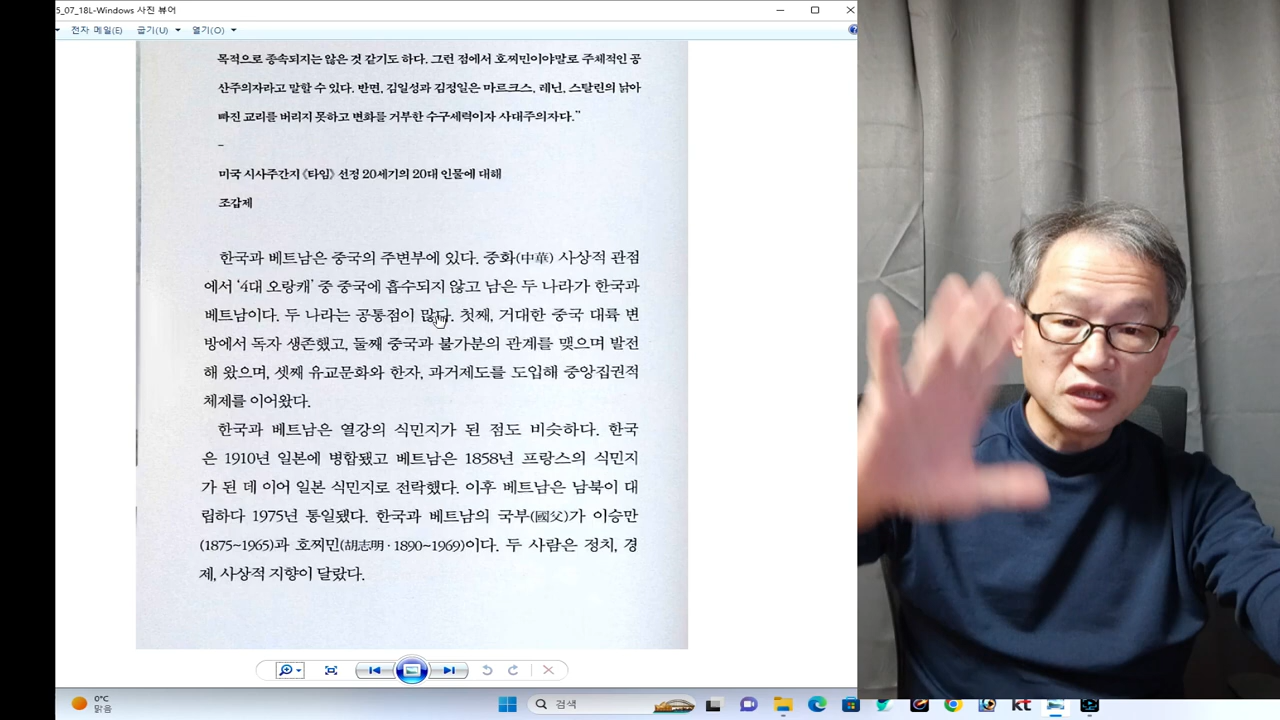 5_07_18L-Windows 사진 뷰어
전자 메일(E) 굽기(U) 열기(O)
목적으로 종속되지는 않은 것 같기도 하다. 그런 점에서 호찌민이야말로 주체적인 공
산주의자라고 말할 수 있다. 반면, 김일성과 김정일은 마르크스, 레닌, 스탈린의 낡아
빠진 교리를 버리지 못하고 변화를 거부한 수구세력이자 사대주의자다.”
–
미국 시사주간지 《타임》 선정 20세기의 20대 인물에 대해
조갑제
한국과 베트남은 중국의 주변부에 있다. 중화(中華) 사상적 관점
에서 ‘4대 오랑캐’ 중 중국에 흡수되지 않고 남은 두 나라가 한국과
베트남이다. 두 나라는 공통점이 많다. 첫째, 거대한 중국 대륙 변
방에서 독자 생존했고, 둘째 중국과 불가분의 관계를 맺으며 발전
해 왔으며, 셋째 유교문화와 한자, 과거제도를 도입해 중앙집권적
체제를 이어왔다.
한국과 베트남은 열강의 식민지가 된 점도 비슷하다. 한국
은 1910년 일본에 병합됐고 베트남은 1858년 프랑스의 식민지
가 된 데 이어 일본 식민지로 전락했다. 이후 베트남은 남북이 대
립하다 1975년 통일됐다. 한국과 베트남의 국부(國父)가 이승만
(1875~1965)과 호찌민(胡志明·1890~1969)이다. 두 사람은 정치, 경
제, 사상적 지향이 달랐다.
0°C
맑음
검색
kt